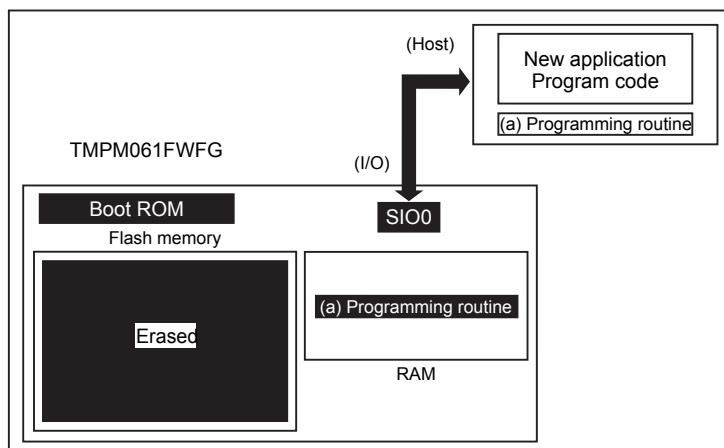 (Host)
New application
Program code
(a) Programming routine
TMPM061FWFG
(I/O)
Boot ROM
SIO0
Flash memory
(a) Programming routine
Erased
RAM